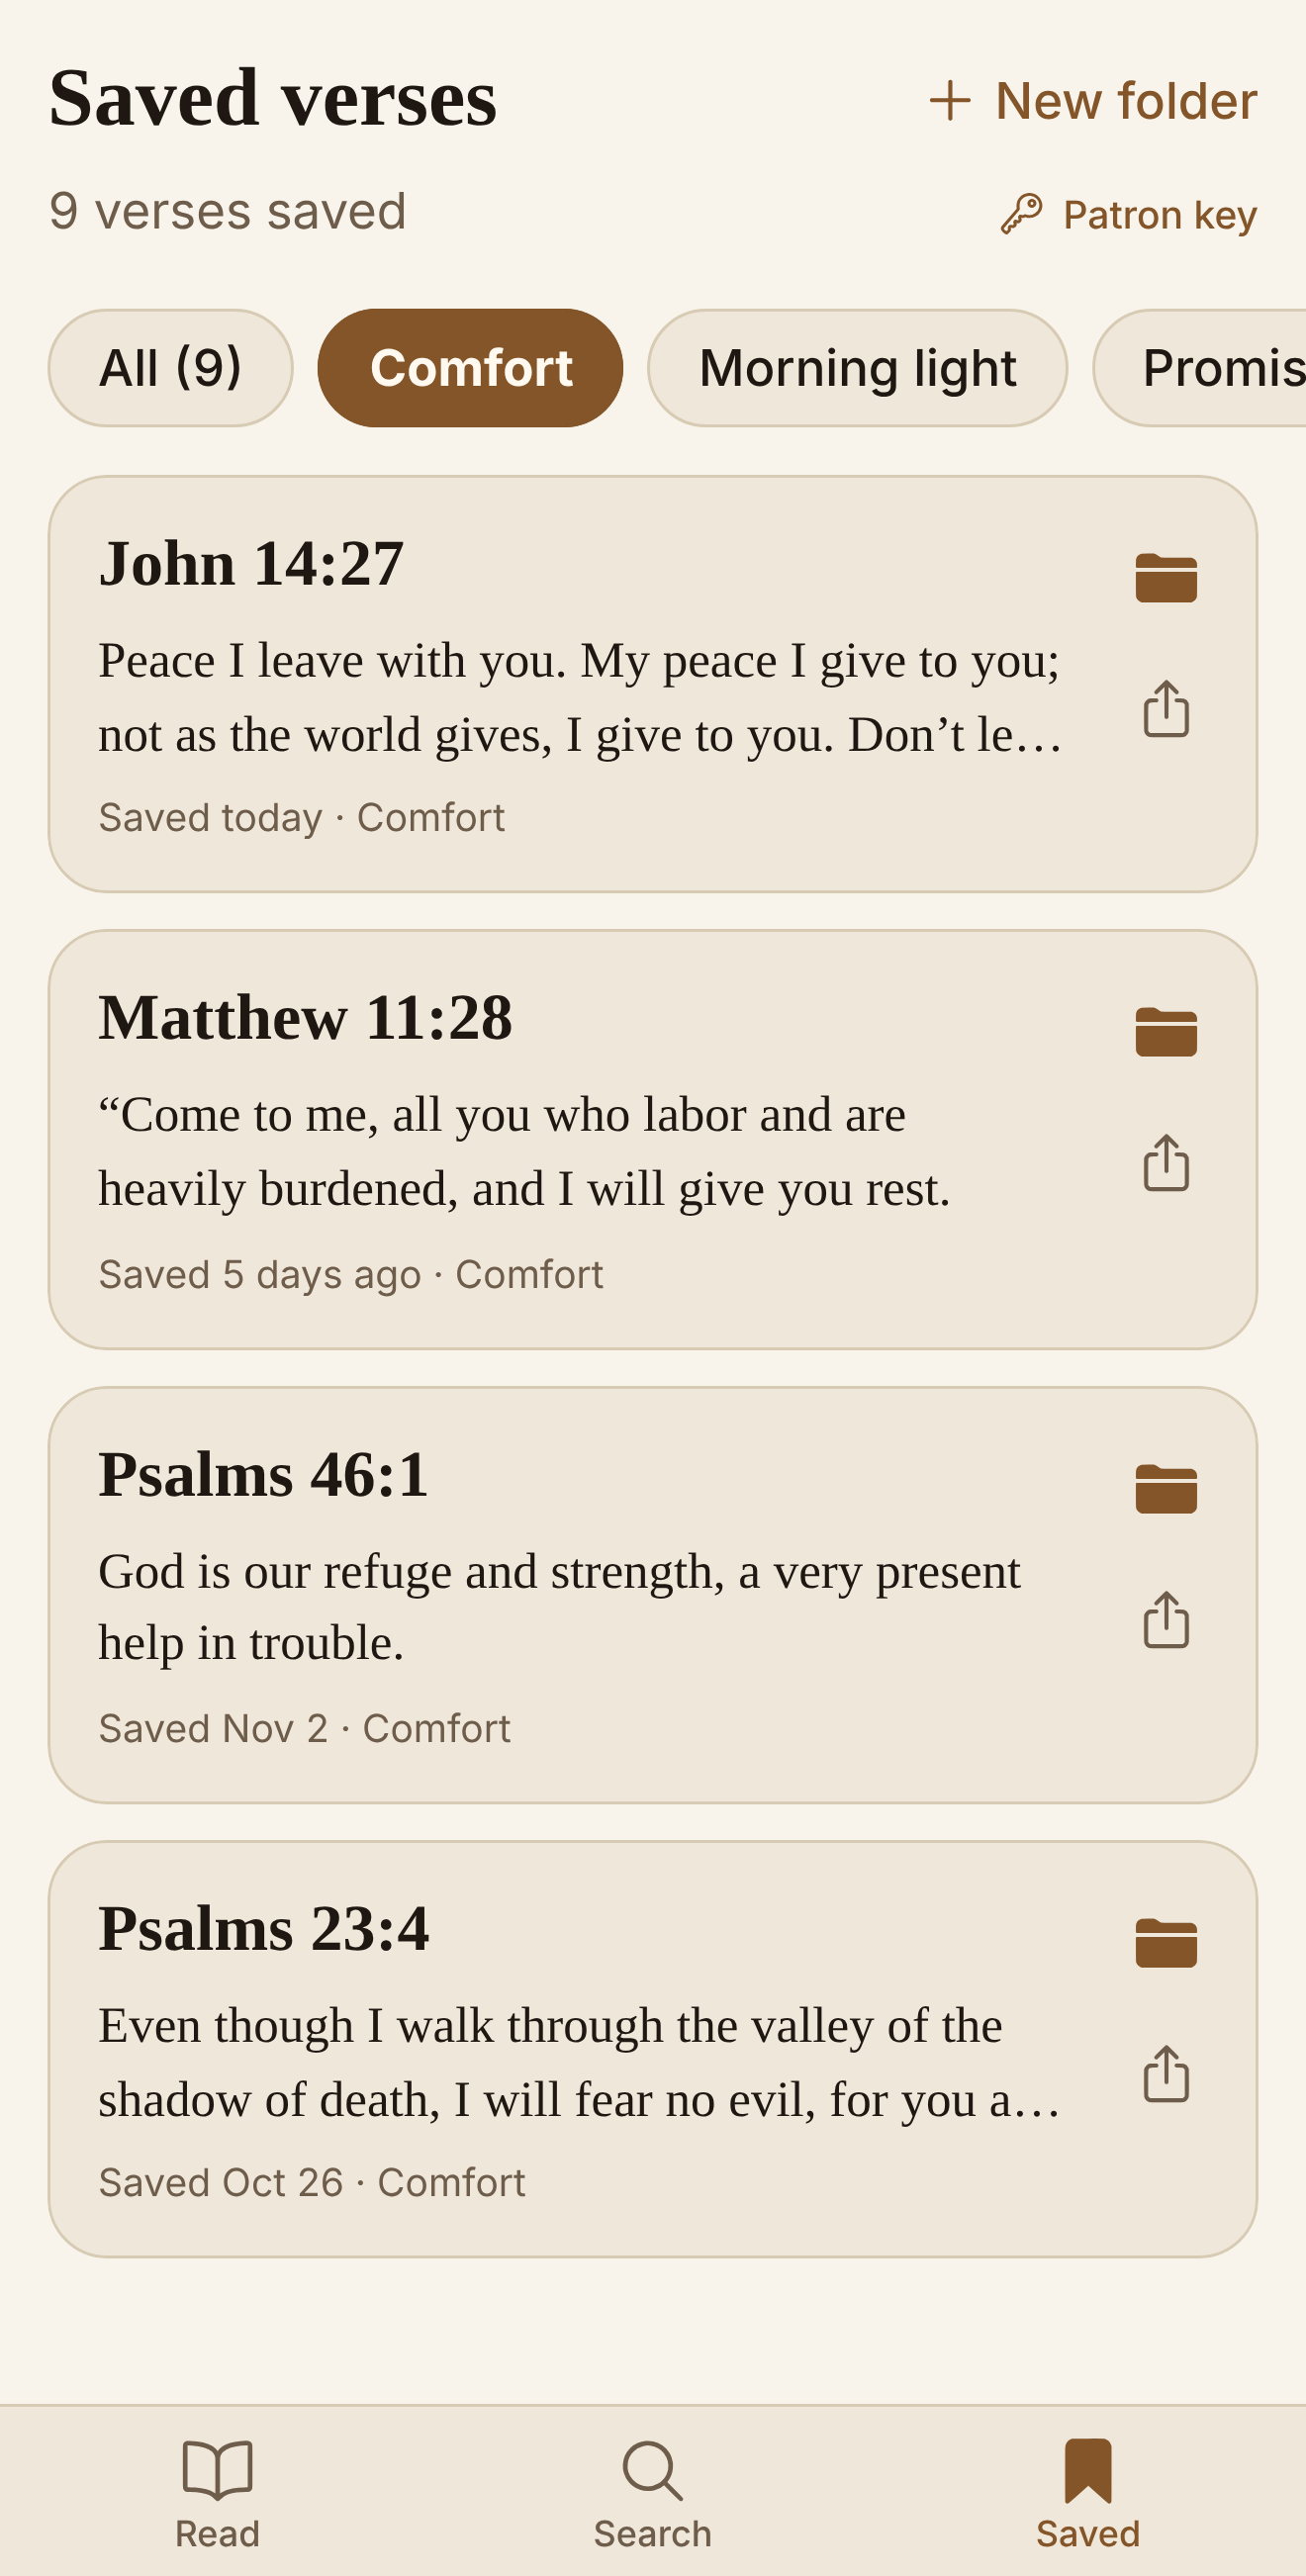 Saved verses
New folder
9 verses saved
Patron key
All (9)
Comfort
Morning light
Promis
John 14:27
Peace I leave with you. My peace I give to you;
not as the world gives, I give to you. Don’t le…
Saved today · Comfort
Matthew 11:28
“Come to me, all you who labor and are
heavily burdened, and I will give you rest.
Saved 5 days ago · Comfort
Psalms 46:1
God is our refuge and strength, a very present
help in trouble.
Saved Nov 2 · Comfort
Psalms 23:4
Even though I walk through the valley of the
shadow of death, I will fear no evil, for you a…
Saved Oct 26 · Comfort
Read
Search
Saved